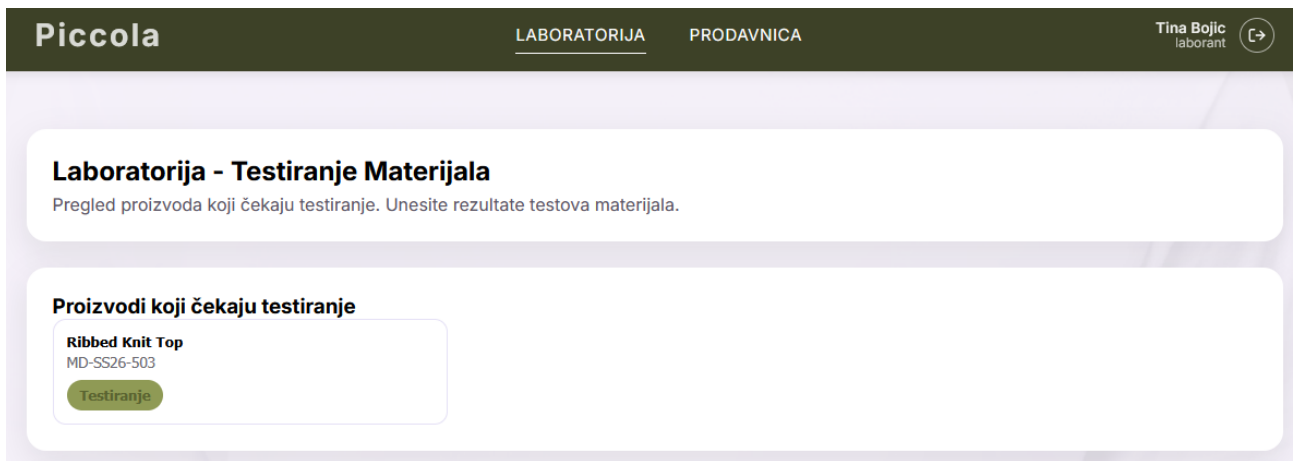 Piccola
LABORATORIJA PRODAVNICA
Tina Bojic
laborant
Laboratorija - Testiranje Materijala
Pregled proizvoda koji čekaju testiranje. Unesite rezultate testova materijala.
Proizvodi koji čekaju testiranje
Ribbed Knit Top
MD-SS26-503
Testiranje